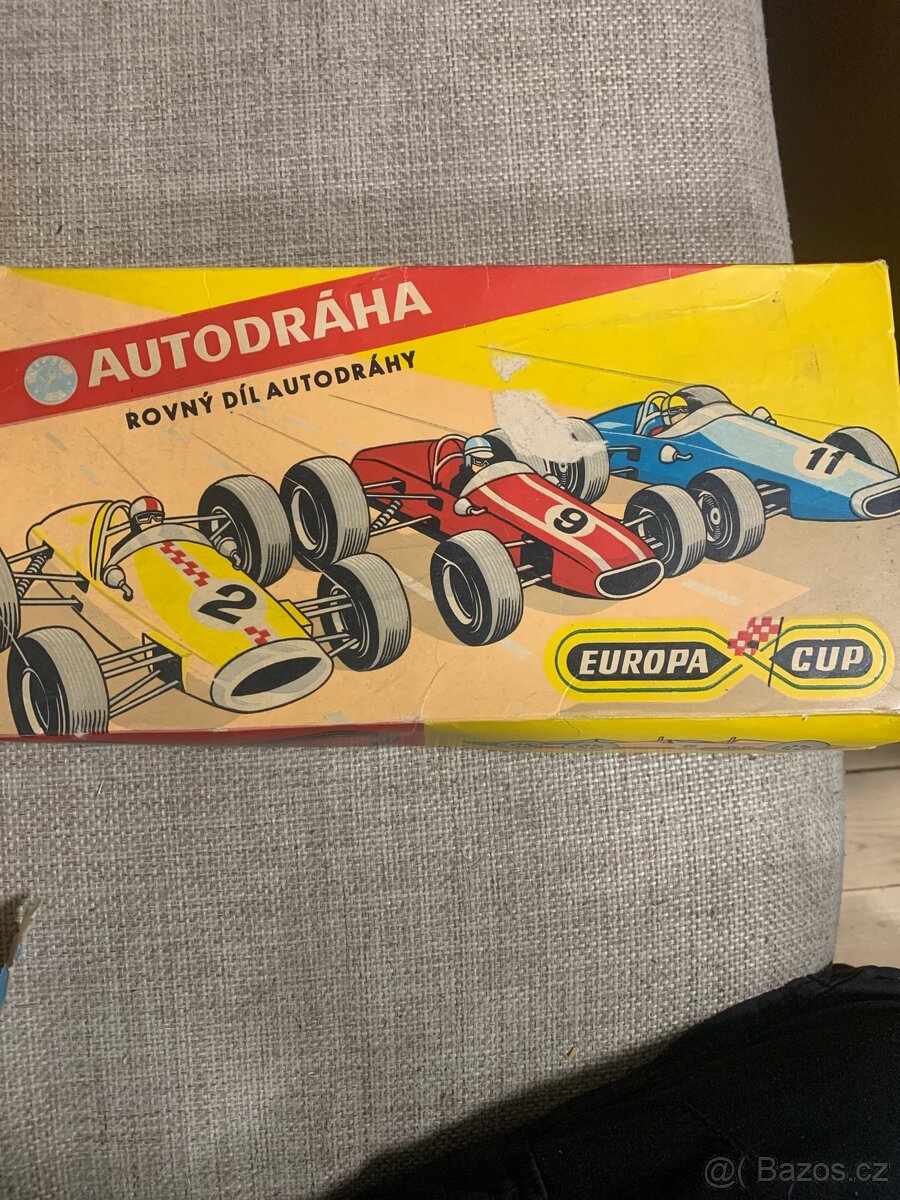 AUTODRÁHA
ROVNÝ DÍL AUTODRÁHY
11
9
2
EUROPA CUP
@( Bazos.cz